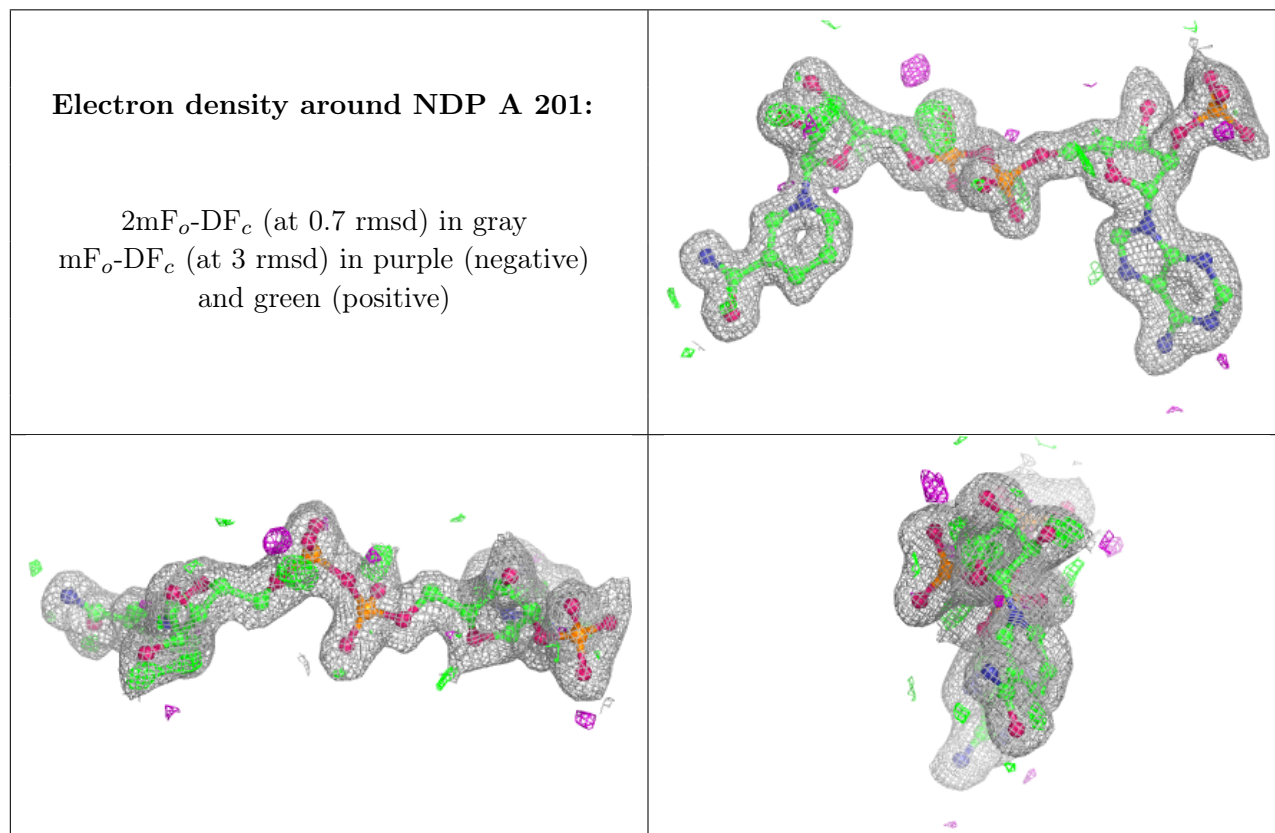 Electron density around NDP A 201:
2mFo-DFc (at 0.7 rmsd) in gray
mFo-DFc (at 3 rmsd) in purple (negative)
and green (positive)